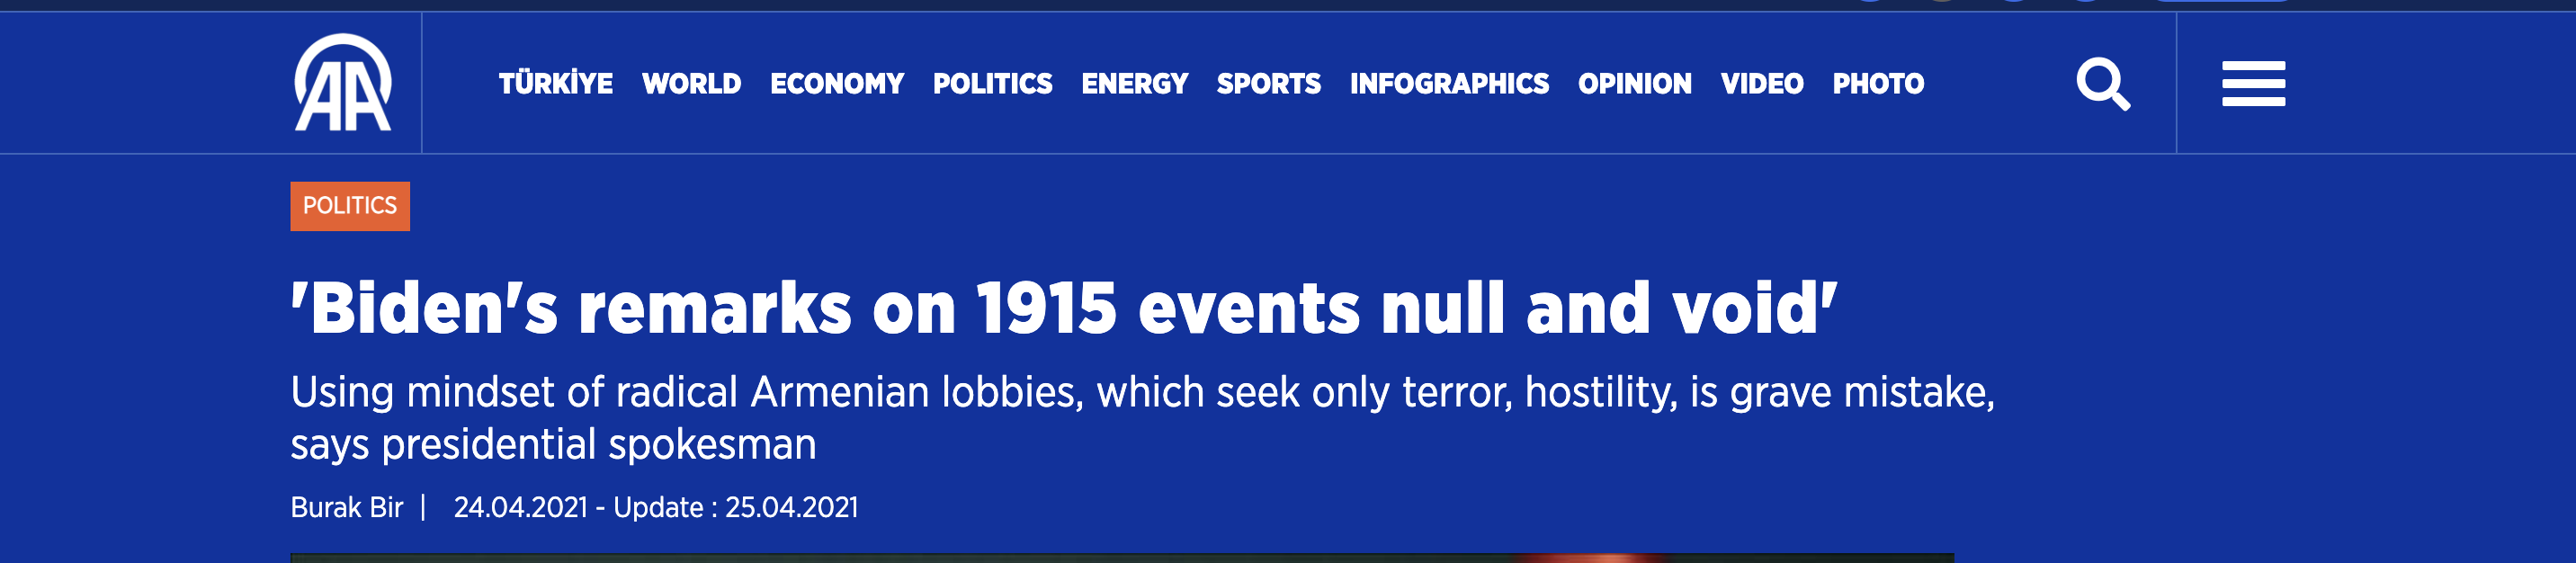 AA
TÜRKİYE WORLD ECONOMY POLITICS ENERGY SPORTS INFOGRAPHICS OPINION VIDEO PHOTO
POLITICS
'Biden's remarks on 1915 events null and void'
Using mindset of radical Armenian lobbies, which seek only terror, hostility, is grave mistake,
says presidential spokesman
Burak Bir | 24.04.2021 - Update : 25.04.2021